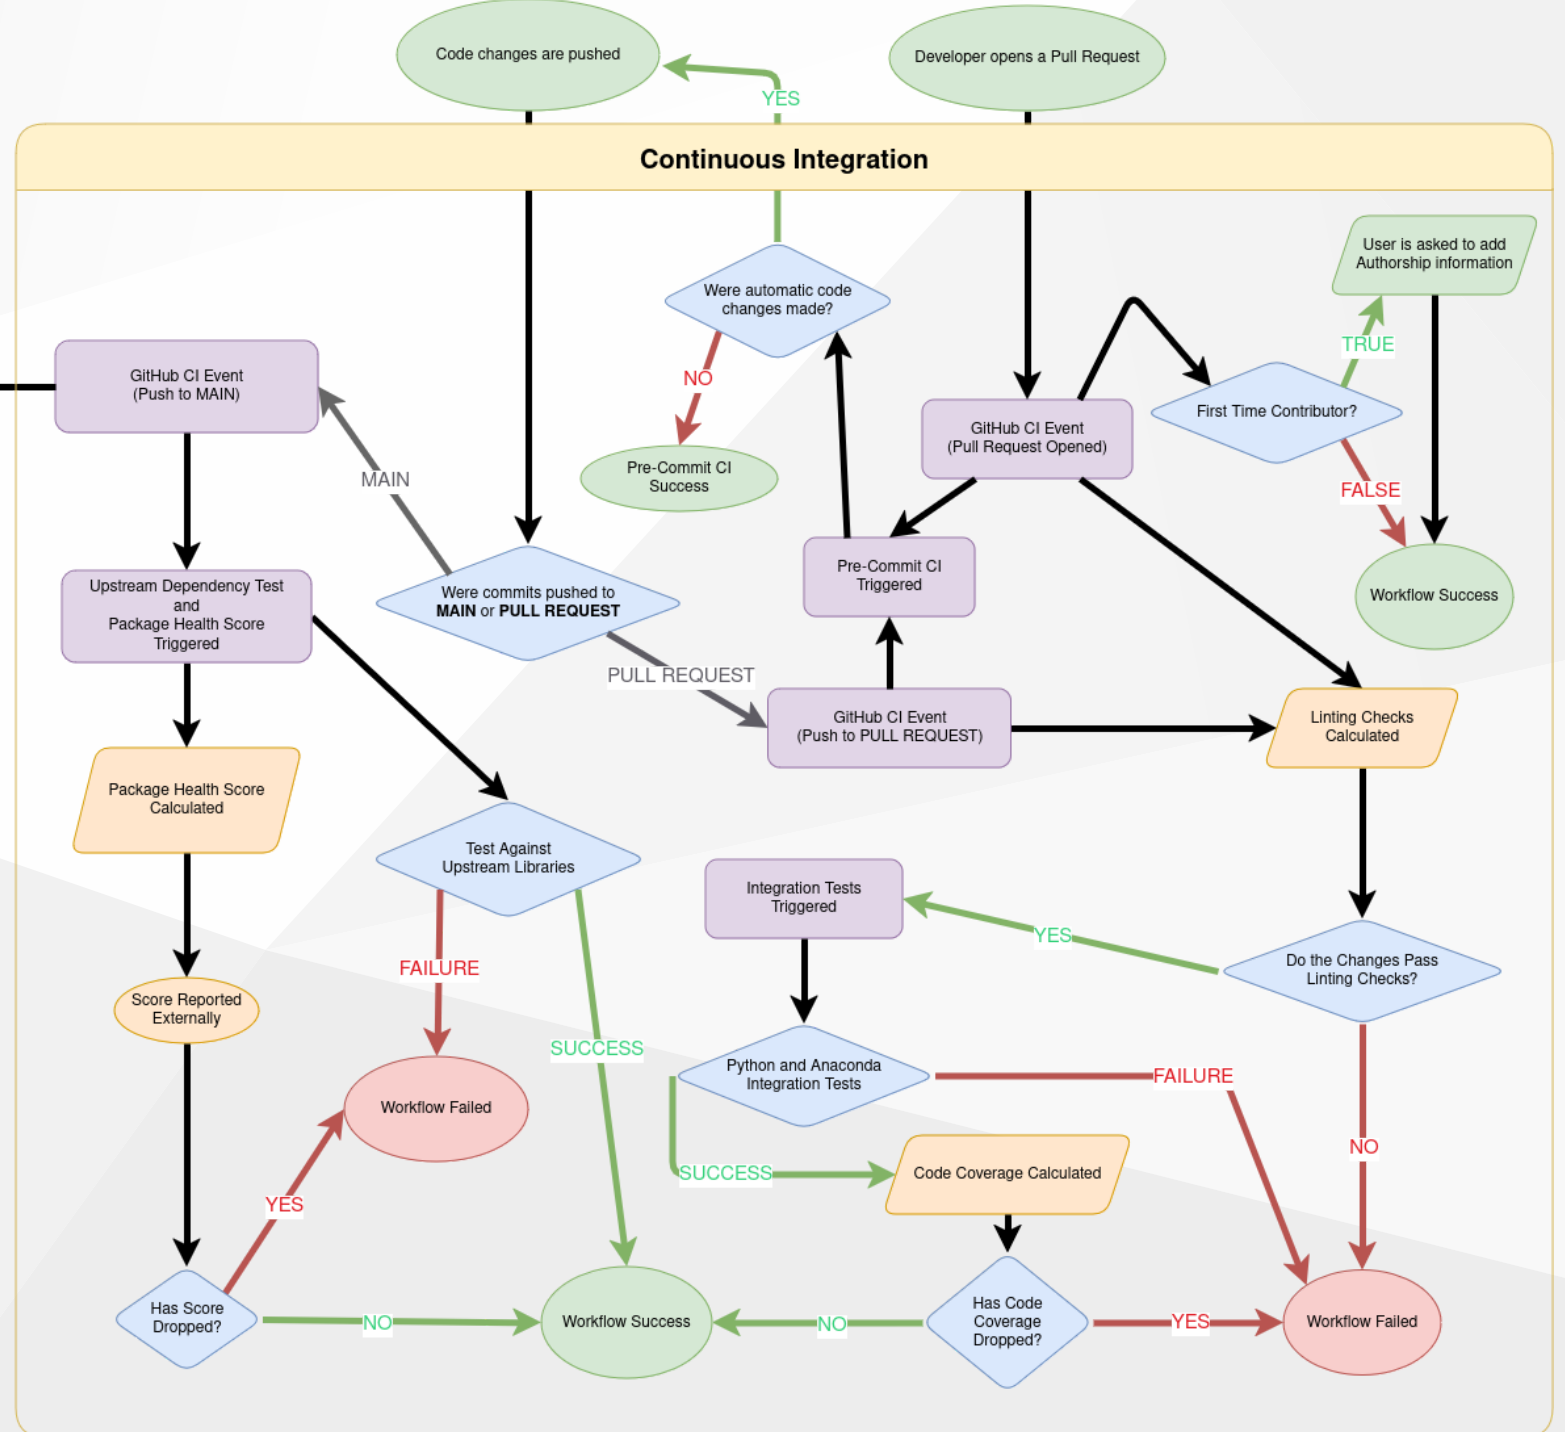 Code changes are pushed
Developer opens a Pull Request
YES
Continuous Integration
User is asked to add
Authorship information
Were automatic code
changes made?
TRUE
GitHub CI Event
(Push to MAIN)
NO
First Time Contributor?
GitHub CI Event
(Pull Request Opened)
MAIN
Pre-Commit CI
Success
FALSE
Upstream Dependency Test
and
Package Health Score
Triggered
Were commits pushed to
MAIN or PULL REQUEST
Pre-Commit CI
Triggered
Workflow Success
PULL REQUEST
GitHub CI Event
(Push to PULL REQUEST)
Linting Checks
Calculated
Package Health Score
Calculated
Test Against
Upstream Libraries
Integration Tests
Triggered
YES
Do the Changes Pass
Linting Checks?
FAILURE
Score Reported
Externally
SUCCESS
Python and Anaconda
Integration Tests
FAILURE
Workflow Failed
NO
SUCCESS
Code Coverage Calculated
YES
Has Score
Dropped?
NO
Workflow Success
NO
Has Code
Coverage
Dropped?
YES
Workflow Failed